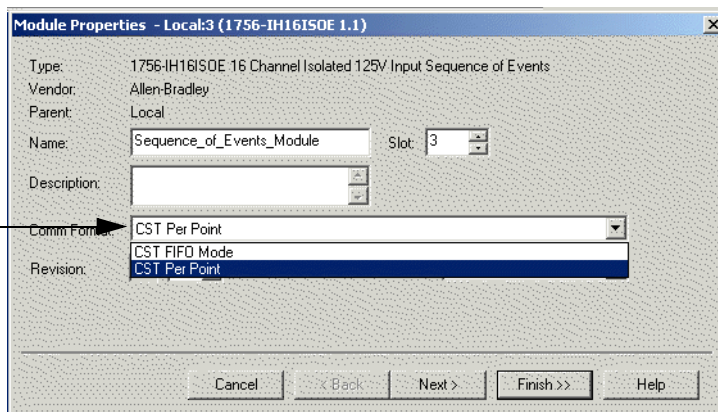 Module Properties - Local:3 (1756-IH16ISOE 1.1)
Type: 1756-IH16ISOE 16 Channel Isolated 125V Input Sequence of Events
Vendor: Allen-Bradley
Parent: Local
Name: Sequence_of_Events_Module Slot: 3
Description:
Comm Format: CST Per Point
CST FIFO Mode
Revision: CST Per Point
Cancel < Back Next > Finish >> Help